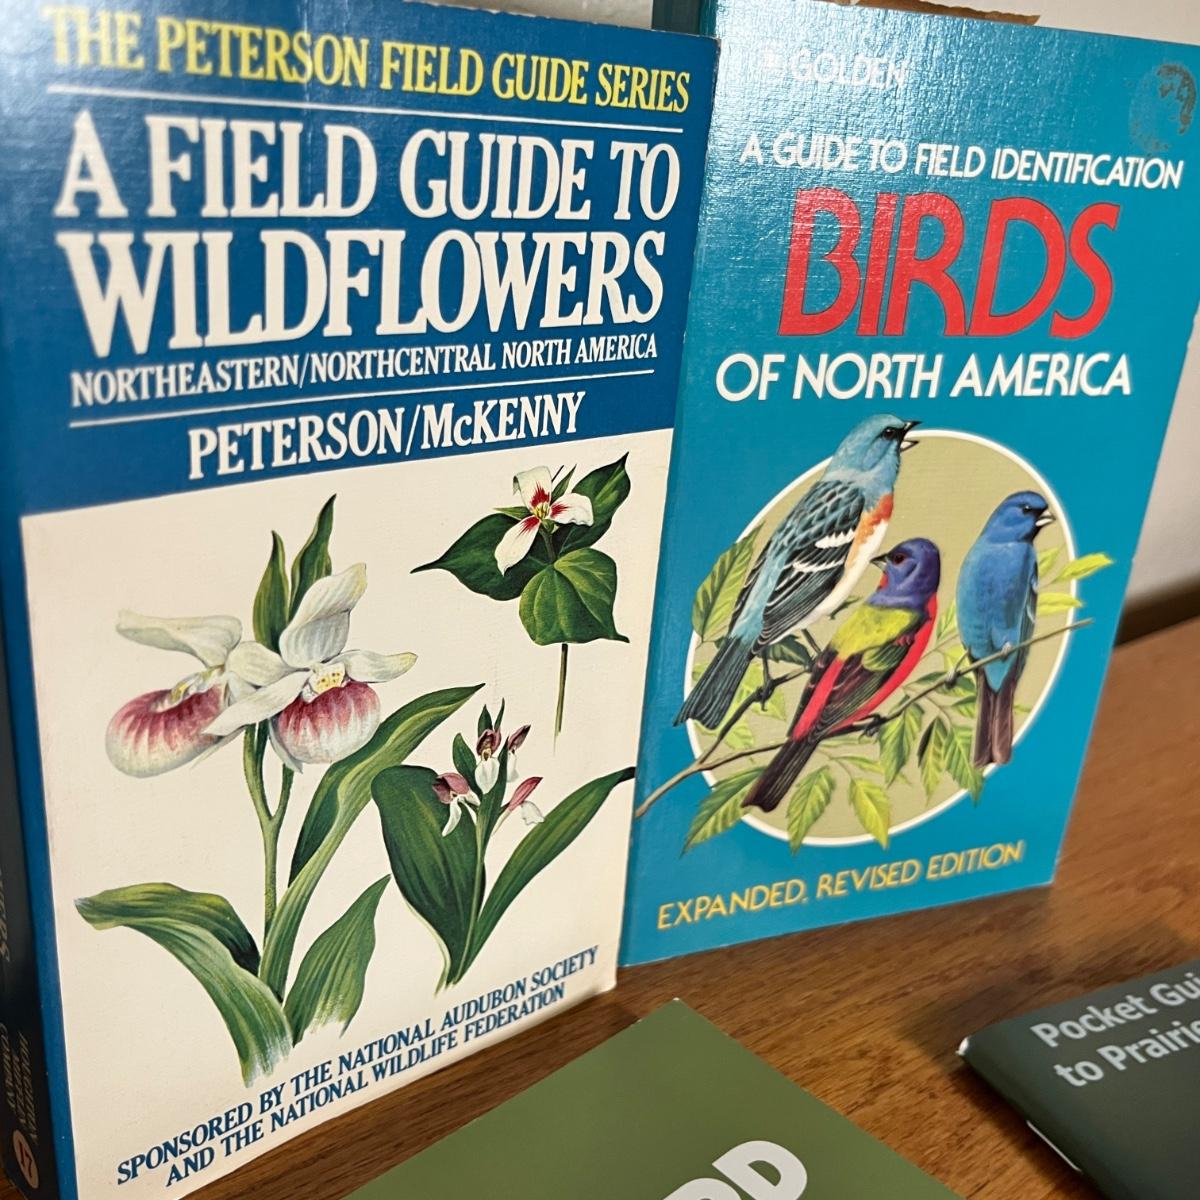 THE PETERSON FIELD GUIDE SERIES
A FIELD GUIDE TO
WILDFLOWERS
NORTHEASTERN/NORTHCENTRAL NORTH AMERICA
PETERSON/McKENNY
SPONSORED BY THE NATIONAL AUDUBON SOCIETY
AND THE NATIONAL WILDLIFE FEDERATION
17
GOLDEN
A GUIDE TO FIELD IDENTIFICATION
BIRDS
OF NORTH AMERICA
EXPANDED, REVISED EDITION
Pocket Gui
to Prairi